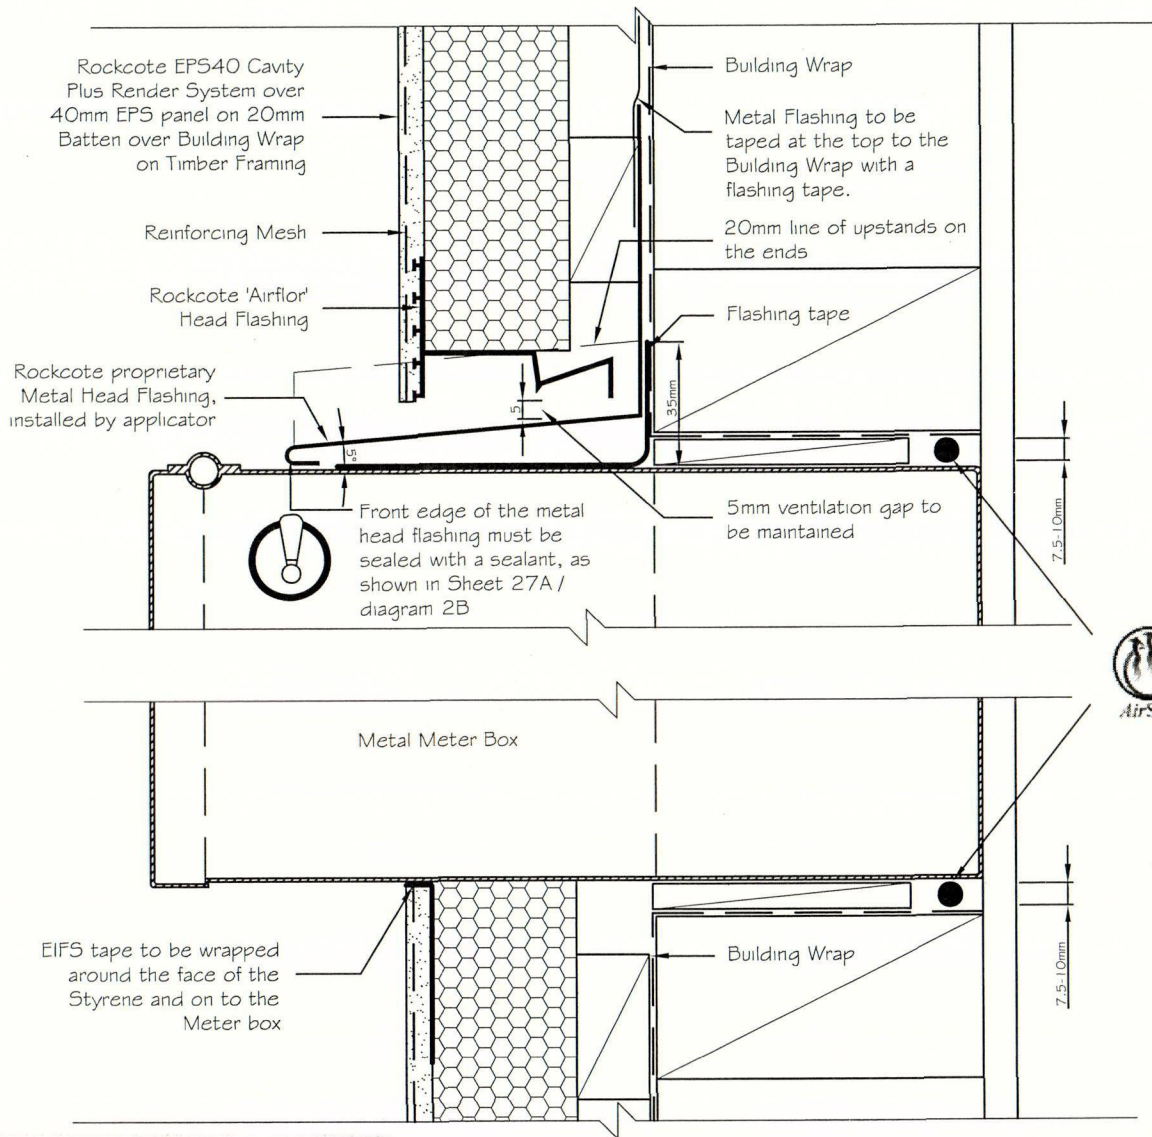 Rockcote EPS40 Cavity
Plus Render System over
40mm EPS panel on 20mm
Batten over Building Wrap
on Timber Framing
Reinforcing Mesh
Rockcote 'Airflor'
Head Flashing
Rockcote proprietary
Metal Head Flashing,
installed by applicator
Building Wrap
Metal Flashing to be
taped at the top to the
Building Wrap with a
flashing tape.
20mm line of upstands on
the ends
Flashing tape
35mm
5
5°
7.5-10mm
Front edge of the metal
head flashing must be
sealed with a sealant, as
shown in Sheet 27A /
diagram 2B
5mm ventilation gap to
be maintained
Metal Meter Box
EIFS tape to be wrapped
around the face of the
Styrene and on to the
Meter box
Building Wrap
7.5-10mm